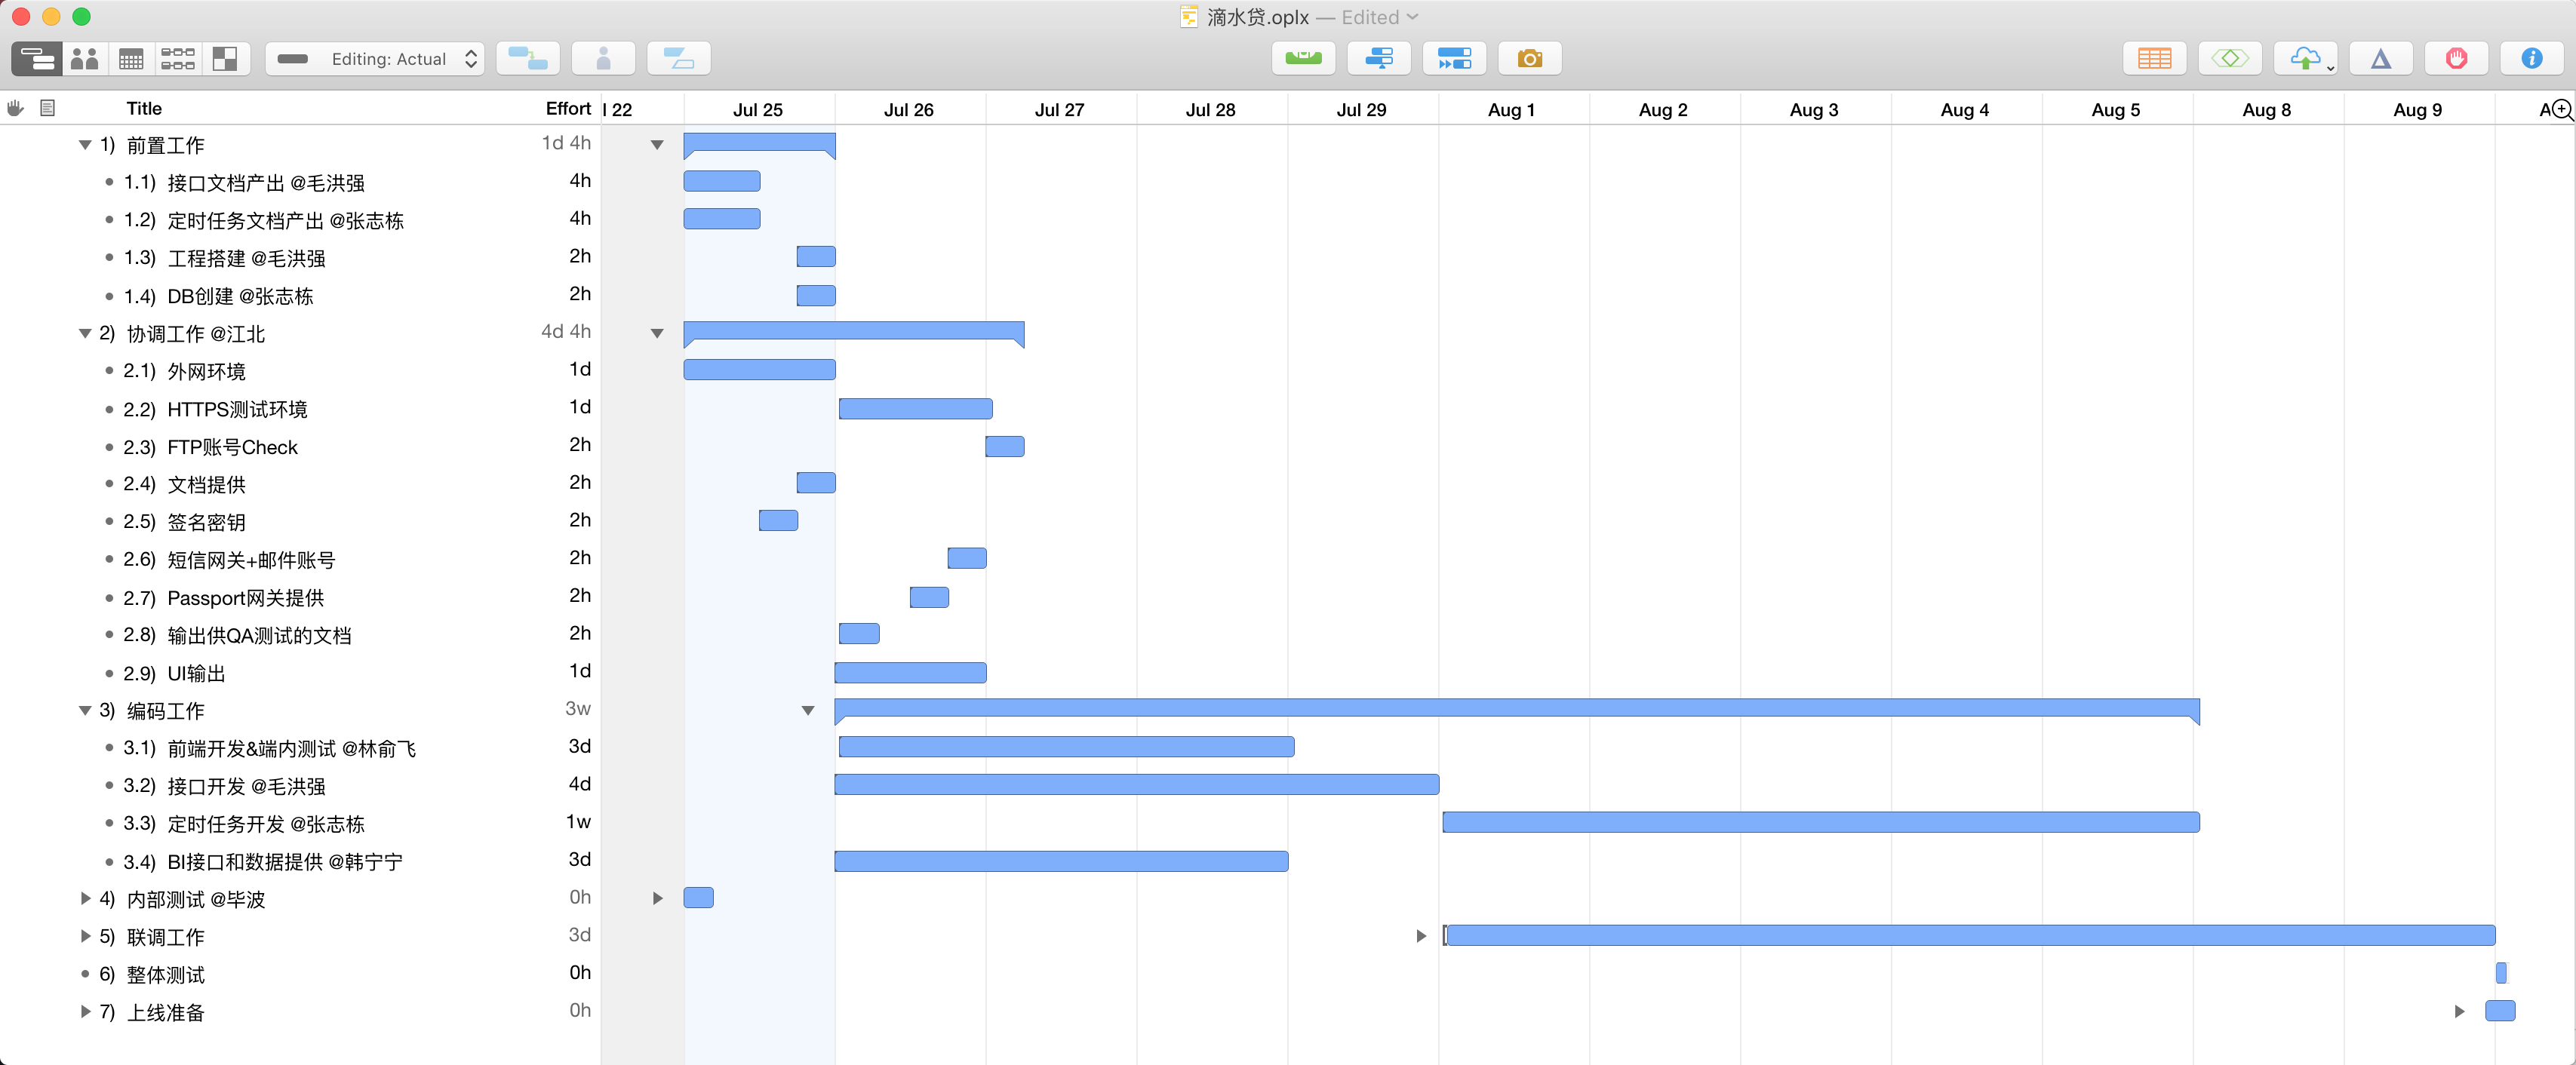 滴水贷.oplx — Edited
Editing: Actual
Title Effort l 22 Jul 25 Jul 26 Jul 27 Jul 28 Jul 29 Aug 1 Aug 2 Aug 3 Aug 4 Aug 5 Aug 8 Aug 9 A
1) 前置工作 1d 4h
1.1) 接口文档产出 @毛洪强 4h
1.2) 定时任务文档产出 @张志栋 4h
1.3) 工程搭建 @毛洪强 2h
1.4) DB创建 @张志栋 2h
2) 协调工作 @江北 4d 4h
2.1) 外网环境 1d
2.2) HTTPS测试环境 1d
2.3) FTP账号Check 2h
2.4) 文档提供 2h
2.5) 签名密钥 2h
2.6) 短信网关+邮件账号 2h
2.7) Passport网关提供 2h
2.8) 输出供QA测试的文档 2h
2.9) UI输出 1d
3) 编码工作 3w
3.1) 前端开发&端内测试 @林俞飞 3d
3.2) 接口开发 @毛洪强 4d
3.3) 定时任务开发 @张志栋 1w
3.4) BI接口和数据提供 @韩宁宁 3d
4) 内部测试 @毕波 0h
5) 联调工作 3d
6) 整体测试 0h
7) 上线准备 0h